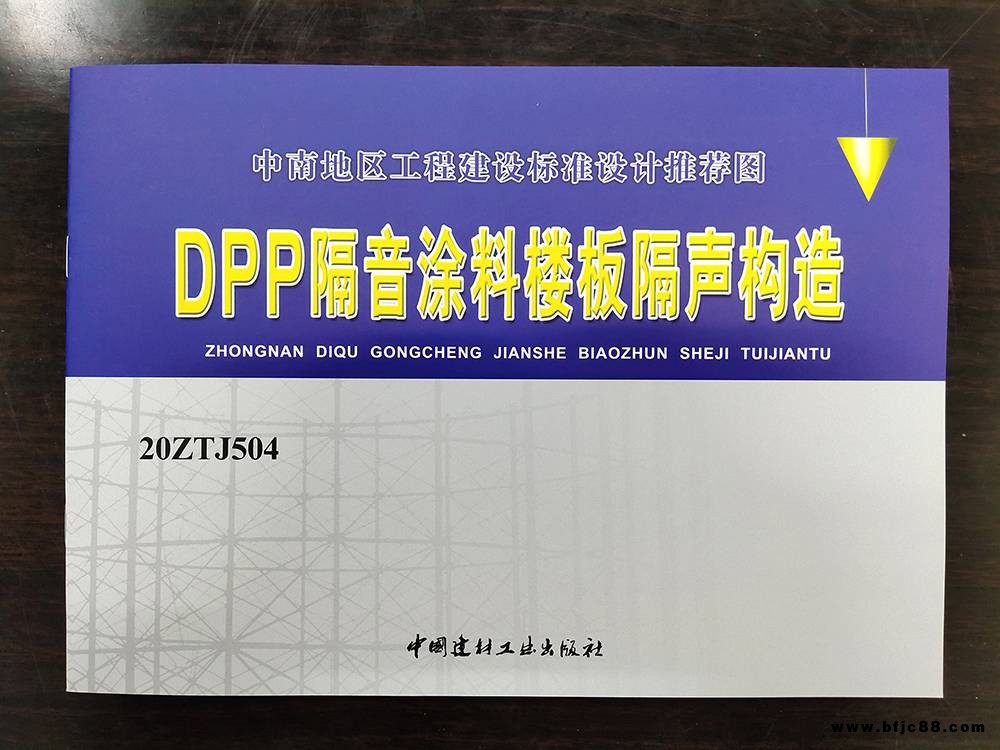 中南地区工程建设标准设计推荐图
DPP隔音涂料楼板隔声构造
ZHONGNAN DIQU GONGCHENG JIANSHE BIAOZHUN SHEJI TUIJIANTU
20ZTJ504
中国建材工业出版社
www.bfjc88.com